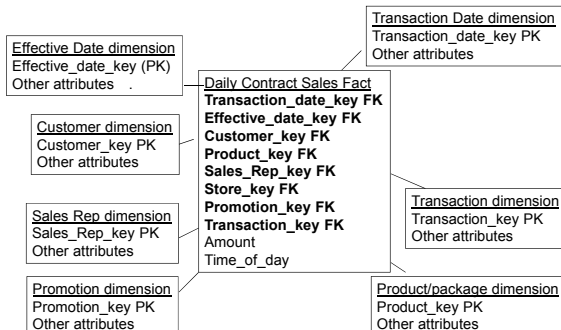 Transaction Date dimension
Transaction_date_key PK
Other attributes
Effective Date dimension
Effective_date_key (PK)
Other attributes .
Daily Contract Sales Fact
Transaction_date_key FK
Effective_date_key FK
Customer_key FK
Product_key FK
Sales_Rep_key FK
Store_key FK
Promotion_key FK
Transaction_key FK
Amount
Time_of_day
Customer dimension
Customer_key PK
Other attributes
Sales Rep dimension
Sales_Rep_key PK
Other attributes
Transaction dimension
Transaction_key PK
Other attributes
Promotion dimension
Promotion_key PK
Other attributes
Product/package dimension
Product_key PK
Other attributes